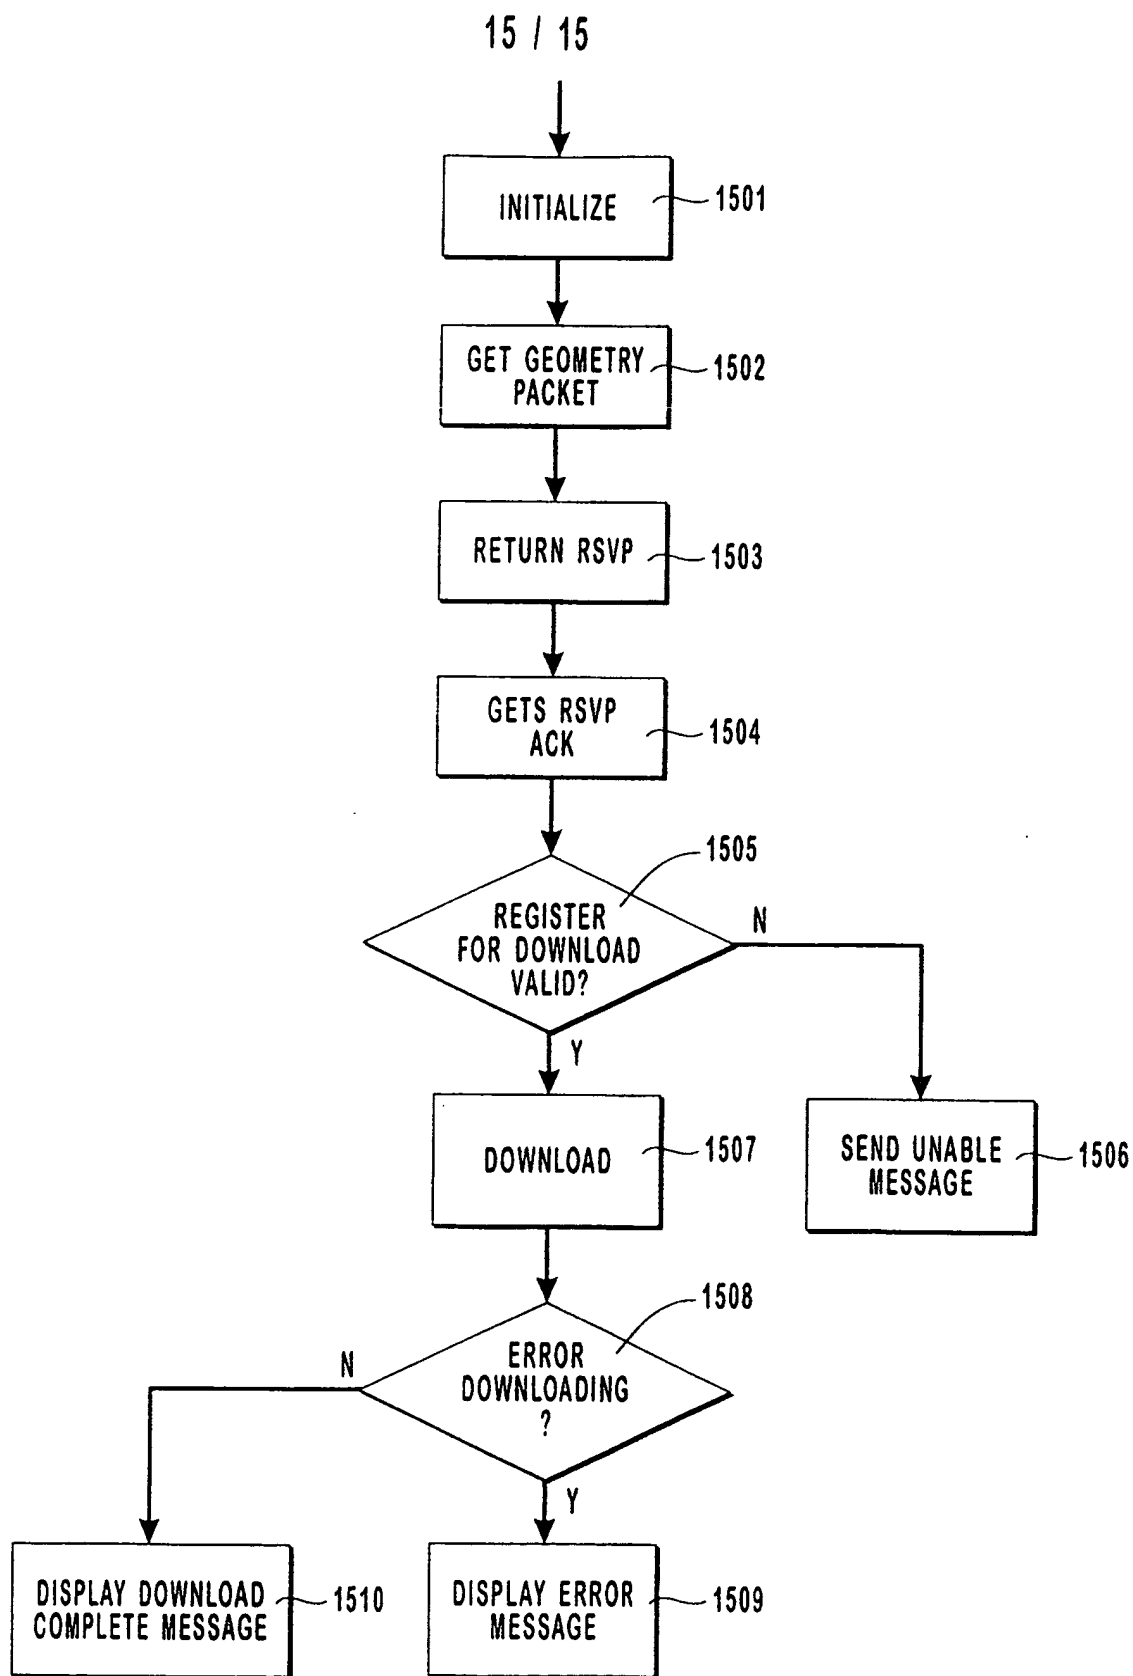 15 / 15
INITIALIZE
1501
GET GEOMETRY
PACKET
1502
RETURN RSVP
1503
GETS RSVP
ACK
1504
1505
REGISTER
FOR DOWNLOAD
VALID?
N
Y
DOWNLOAD
1507
SEND UNABLE
MESSAGE
1506
1508
ERROR
DOWNLOADING
?
N
Y
DISPLAY DOWNLOAD
COMPLETE MESSAGE
1510
DISPLAY ERROR
MESSAGE
1509